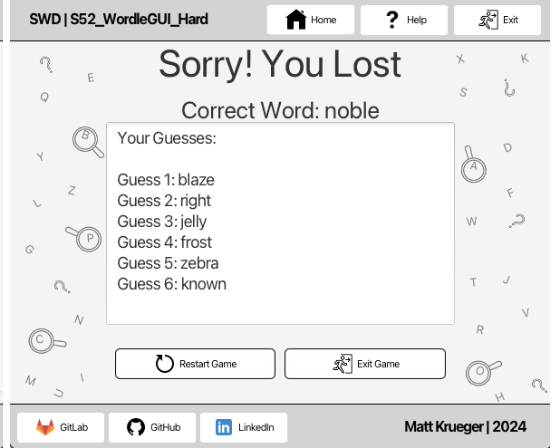 SWD | S52_WordleGUI_Hard
Home
? Help
Exit
Sorry! You Lost
Correct Word: noble
Your Guesses:
Guess 1: blaze
Guess 2: right
Guess 3: jelly
Guess 4: frost
Guess 5: zebra
Guess 6: known
Restart Game
Exit Game
? E Q B Y Z L P G ? N C M U I
X K S ? D A F W ? T J V R O H ?
GitLab
GitHub
in LinkedIn
Matt Krueger | 2024